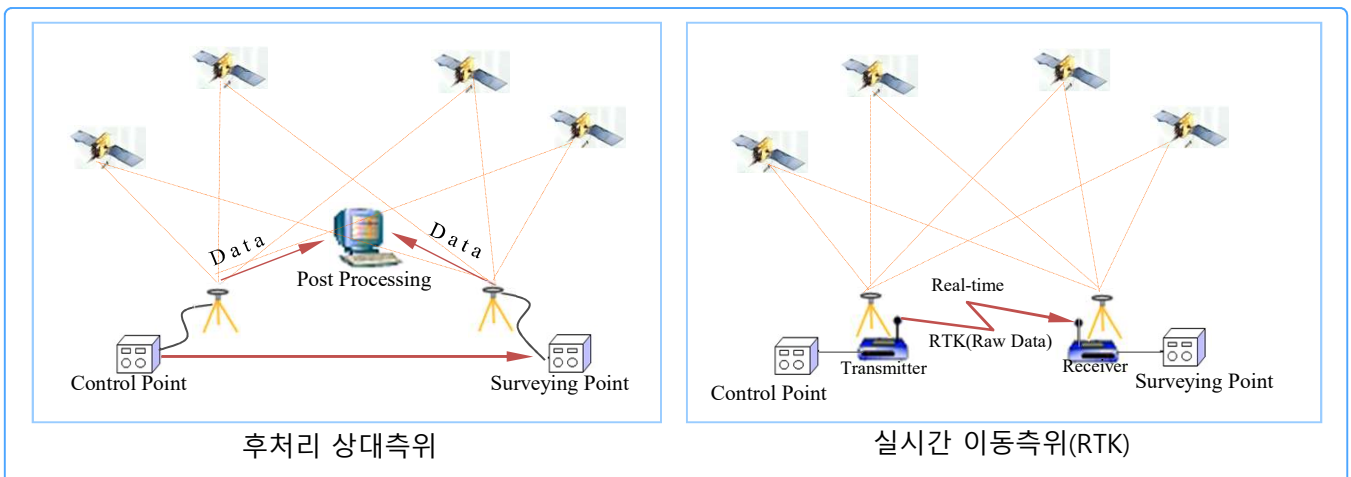 Data
Data
Post Processing
Control Point
Surveying Point
후처리 상대측위
Real-time
RTK(Raw Data)
Transmitter
Receiver
Control Point
Surveying Point
실시간 이동측위(RTK)